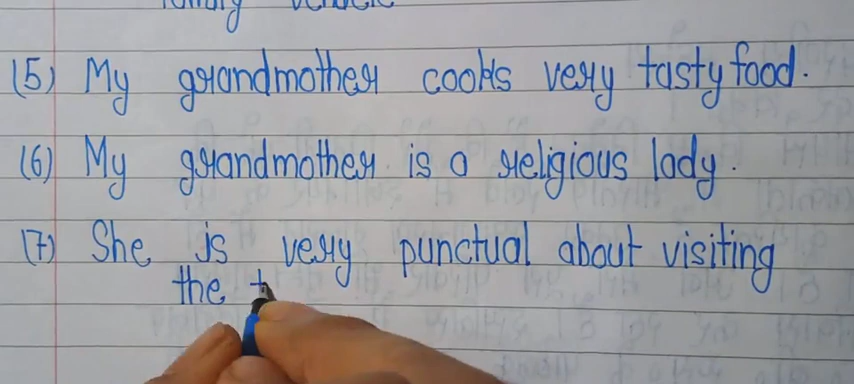 (5) My grandmother cooks very tasty food.
(6) My grandmother is a religious lady.
(7) She is very punctual about visiting
the t